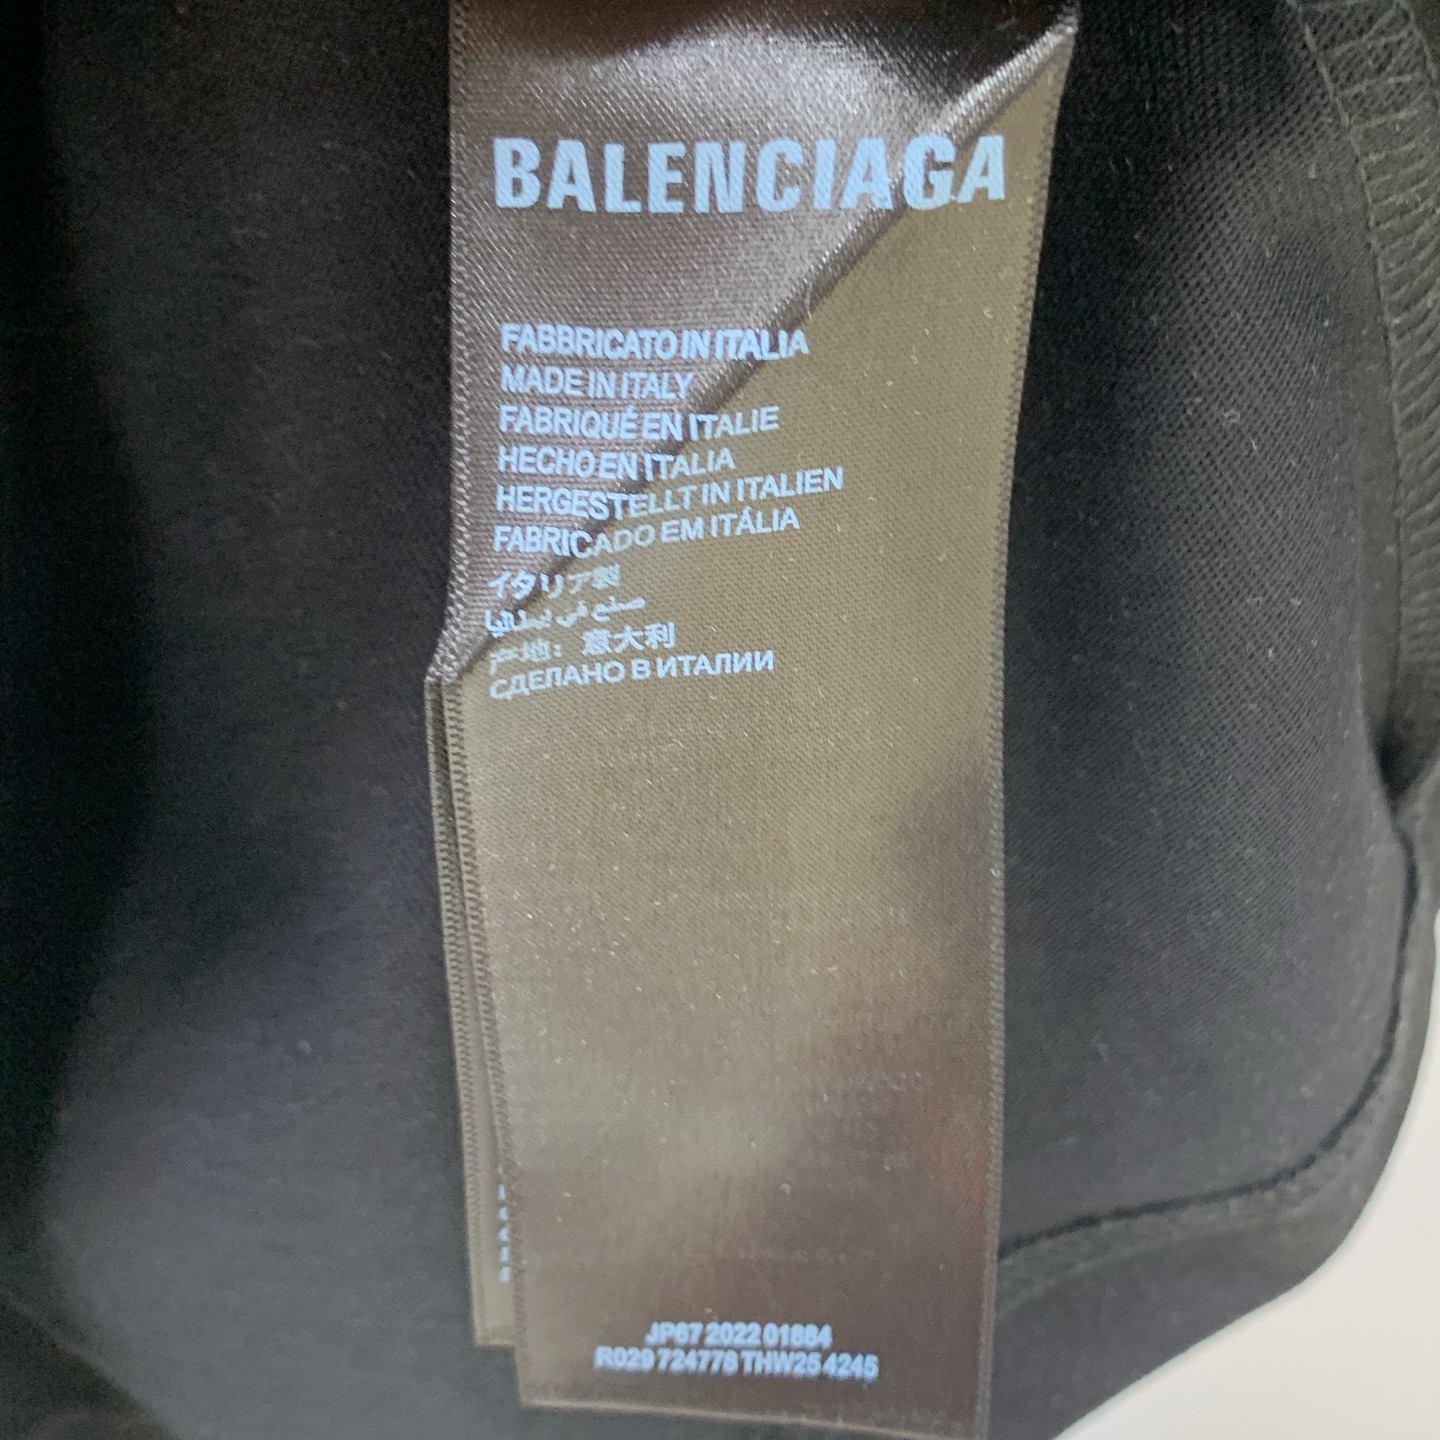 BALENCIAGA
FABBRICATO IN ITALIA
MADE IN ITALY
FABRIQUÉ EN ITALIE
HECHO EN ITALIA
HERGESTELLT IN ITALIEN
FABRICADO EM ITÁLIA
イタリア製
صنع في إيطاليا
产地：意大利
СДЕЛАНО В ИТАЛИИ
JP67 2022 01884
R029 724778 THW25 4245